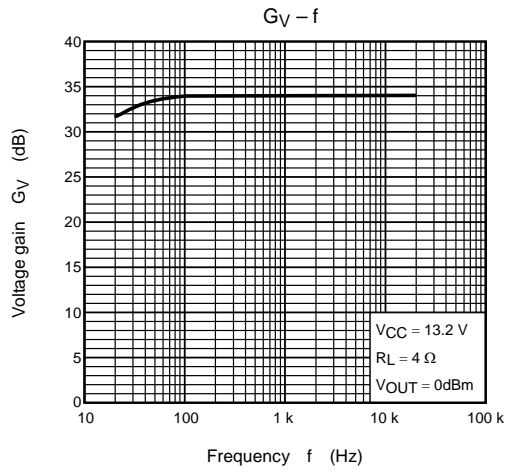 GV – f
40
35
30
25
20
15
10
5
0
Voltage gain GV (dB)
VCC = 13.2 V
RL = 4 Ω
VOUT = 0dBm
10 100 1 k 10 k 100 k
Frequency f (Hz)